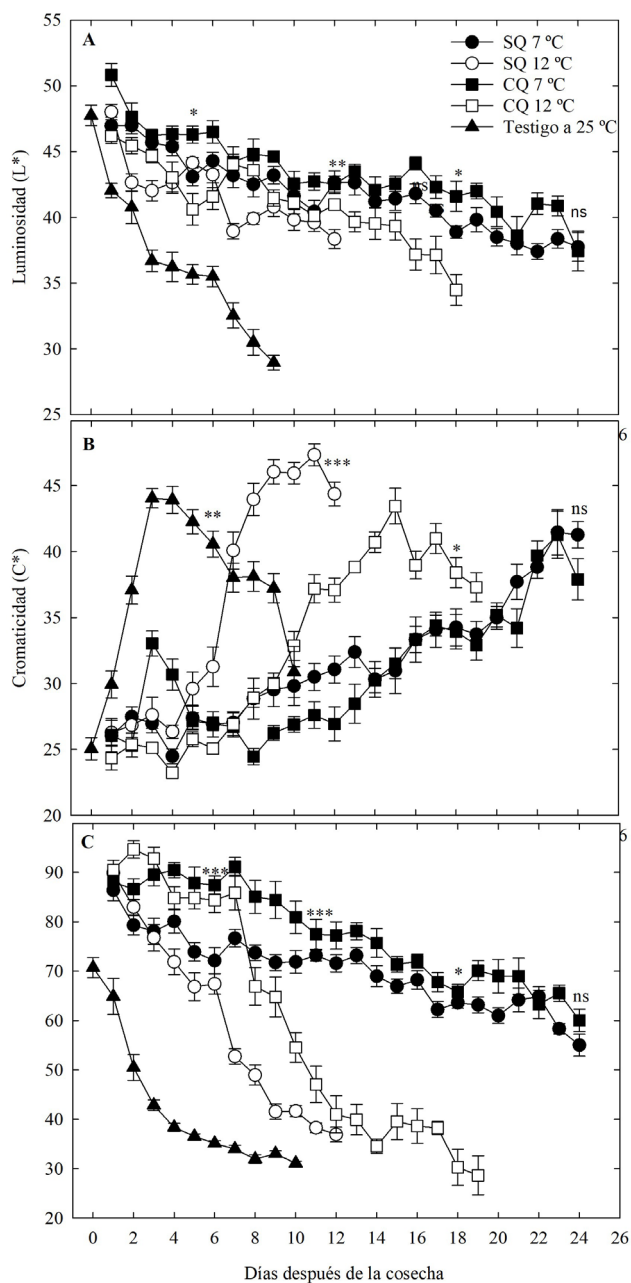 55
A
SQ 7 ºC
SQ 12 ºC
CQ 7 ºC
CQ 12 ºC
Testigo a 25 ºC
50
*
45
**
ns
*
40
ns
35
30
25
Luminosidad (L*)
B
6
45
***
**
ns
40
*
35
30
25
20
Cromaticidad (C*)
C
6
90
***
80
***
70
*
ns
60
50
40
30
20
0 2 4 6 8 10 12 14 16 18 20 22 24 26
Días después de la cosecha